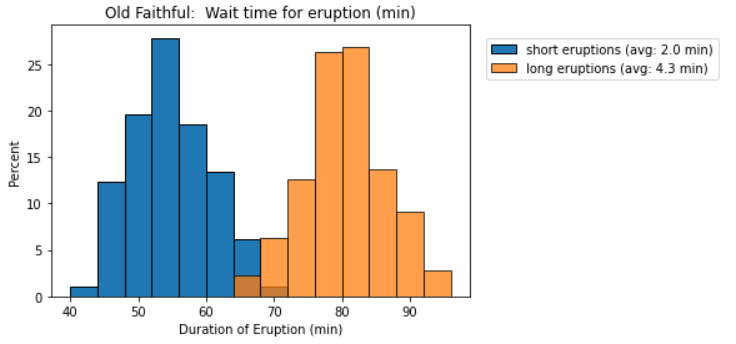 Old Faithful:  Wait time for eruption (min)
short eruptions (avg: 2.0 min)
long eruptions (avg: 4.3 min)
Percent
25
20
15
10
5
0
40 50 60 70 80 90
Duration of Eruption (min)